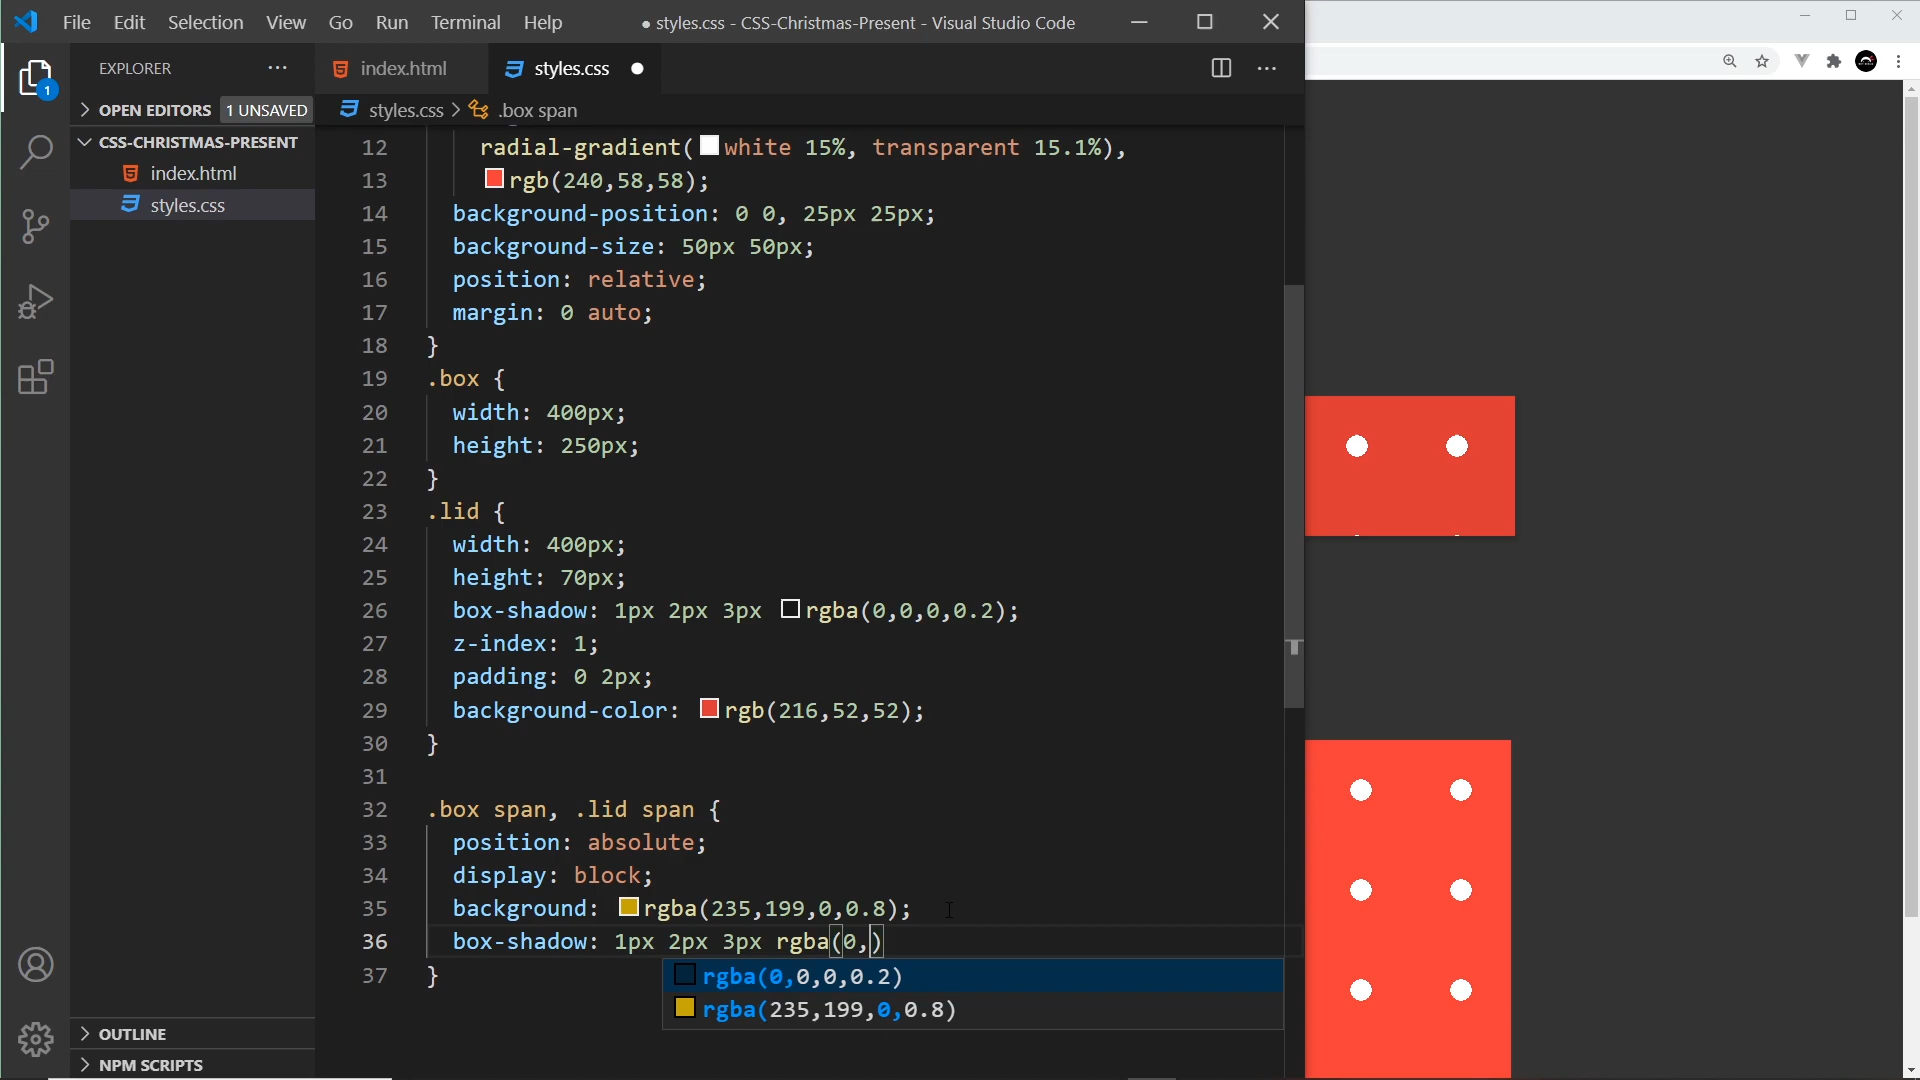 File Edit Selection View Go Run Terminal Help
● styles.css - CSS-Christmas-Present - Visual Studio Code
EXPLORER
OPEN EDITORS 1 UNSAVED
CSS-CHRISTMAS-PRESENT
index.html
styles.css
1
OUTLINE
NPM SCRIPTS
index.html styles.css
styles.css > .box span
12 radial-gradient(white 15%, transparent 15.1%),
13 rgb(240,58,58);
14 background-position: 0 0, 25px 25px;
15 background-size: 50px 50px;
16 position: relative;
17 margin: 0 auto;
18 }
19 .box {
20 width: 400px;
21 height: 250px;
22 }
23 .lid {
24 width: 400px;
25 height: 70px;
26 box-shadow: 1px 2px 3px rgba(0,0,0,0.2);
27 z-index: 1;
28 padding: 0 2px;
29 background-color: rgb(216,52,52);
30 }
31
32 .box span, .lid span {
33 position: absolute;
34 display: block;
35 background: rgba(235,199,0,0.8);
36 box-shadow: 1px 2px 3px rgba(0,)
37 }
rgba(0,0,0,0.2)
rgba(235,199,0,0.8)